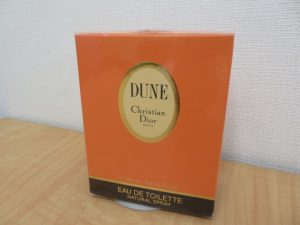 DUNE
Christian
Dior
PARIS
EAU DE TOILETTE
NATURAL SPRAY